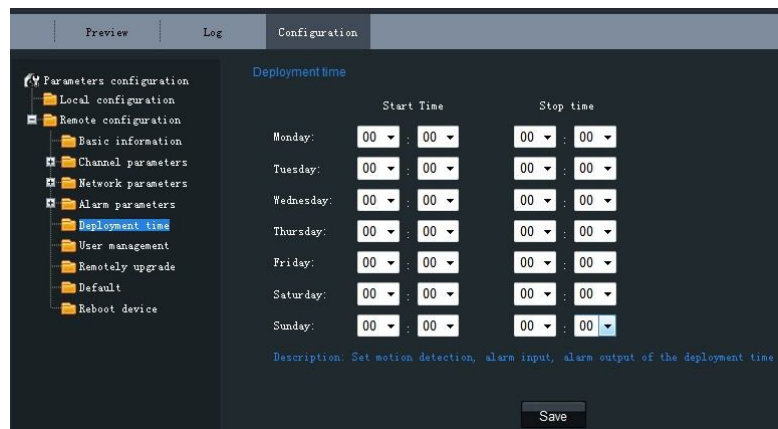 Preview Log Configuration
Parameters configuration
Local configuration
Remote configuration
Basic information
Channel parameters
Network parameters
Alarm parameters
Deployment time
User management
Remotely upgrade
Default
Reboot device
Deployment time
Start Time Stop time
Monday: 00 : 00 00 : 00
Tuesday: 00 : 00 00 : 00
Wednesday: 00 : 00 00 : 00
Thursday: 00 : 00 00 : 00
Friday: 00 : 00 00 : 00
Saturday: 00 : 00 00 : 00
Sunday: 00 : 00 00 : 00
Description: Set motion detection, alarm input, alarm output of the deployment time
Save